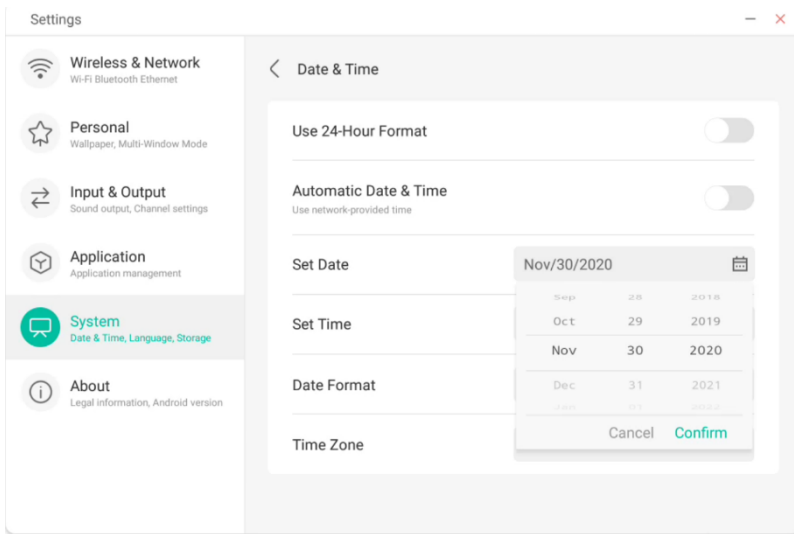 Settings
Wireless & Network
Wi-Fi Bluetooth Ethernet
Personal
Wallpaper, Multi-Window Mode
Input & Output
Sound output, Channel settings
Application
Application management
System
Date & Time, Language, Storage
About
Legal information, Android version
Date & Time
Use 24-Hour Format
Automatic Date & Time
Use network-provided time
Set Date
Nov/30/2020
Sep 28 2018
Oct 29 2019
Nov 30 2020
Dec 31 2021
Jan 01 2022
Cancel Confirm
Set Time
Date Format
Time Zone